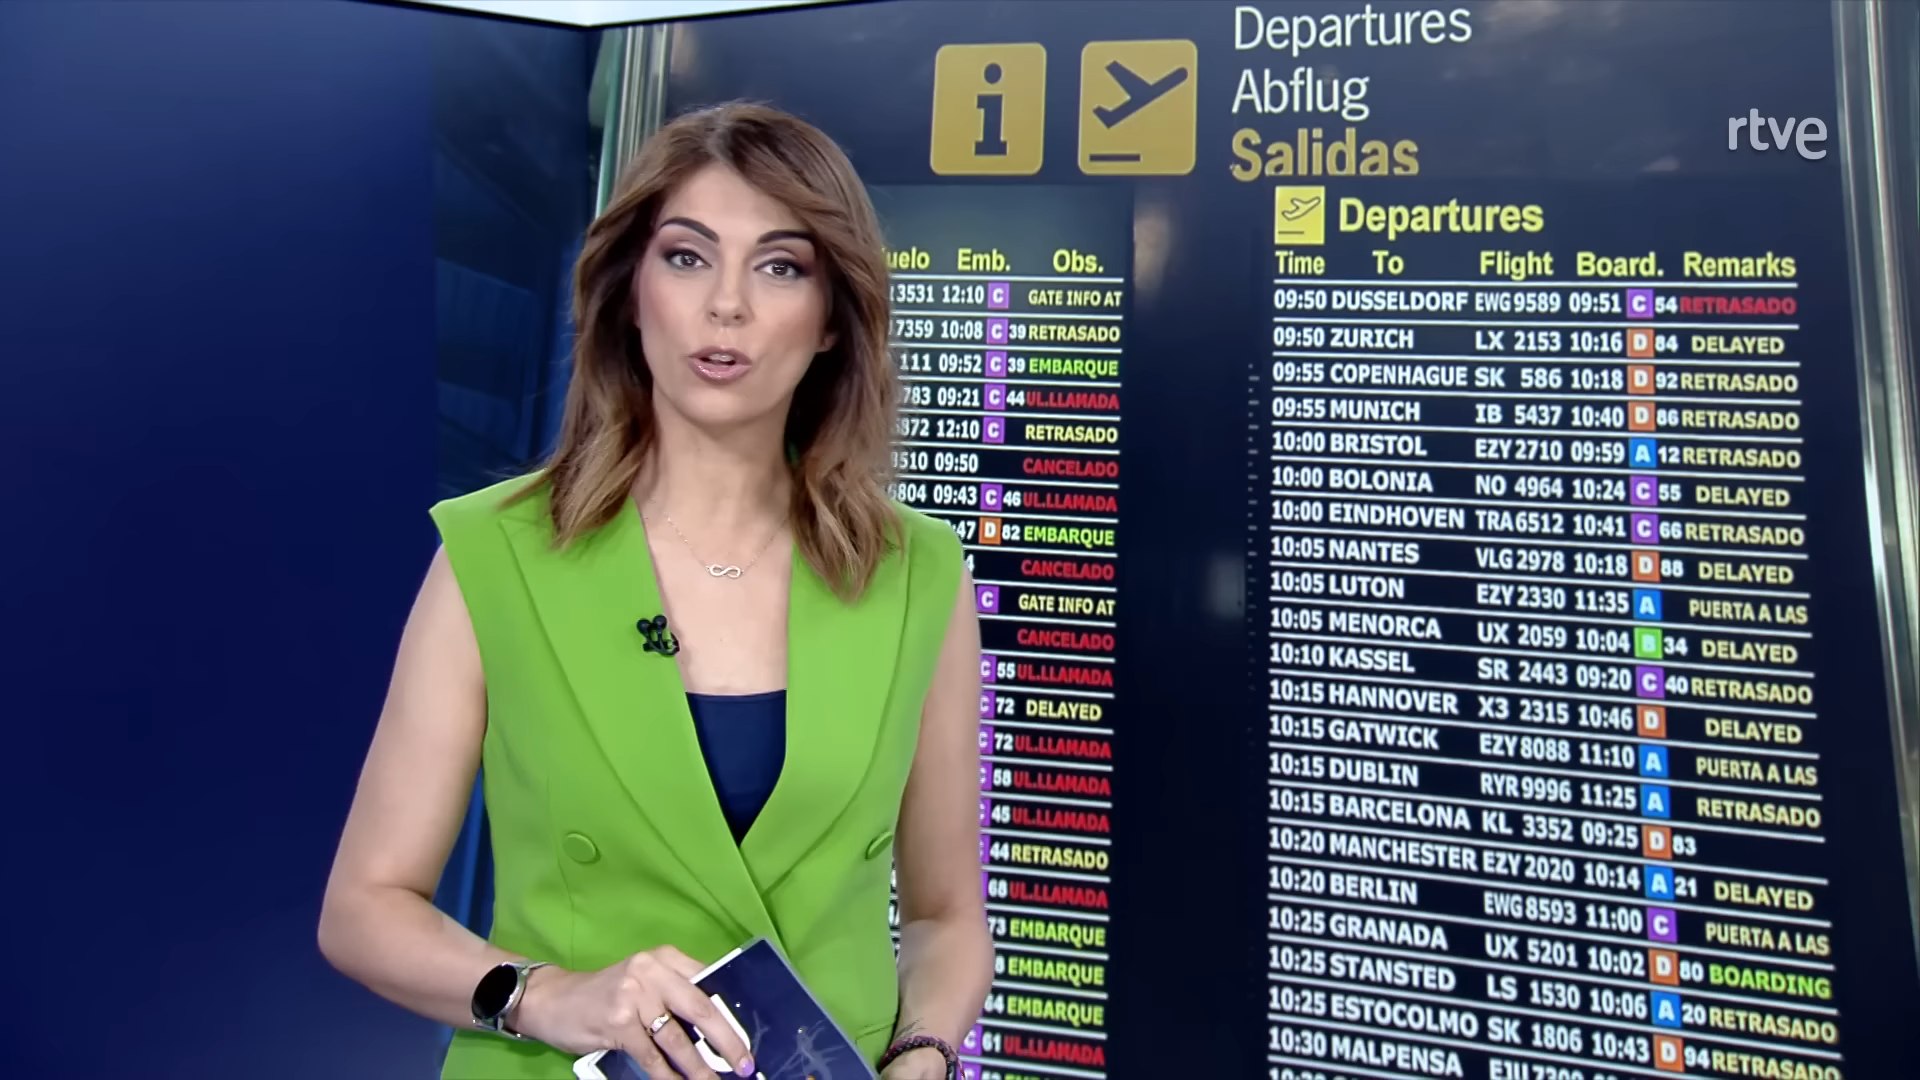 Departures
Abflug
Salidas
rtve
Departures
Emb. Obs.
3531 12:10 C GATE INFO AT
7359 10:08 C 39 RETRASADO
111 09:52 C 39 EMBARQUE
783 09:21 C 44 UL.LLAMADA
872 12:10 C RETRASADO
510 09:50 CANCELADO
804 09:43 C 46 UL.LLAMADA
47 D 82 EMBARQUE
CANCELADO
C GATE INFO AT
CANCELADO
C 55 UL.LLAMADA
C 72 DELAYED
C 72 UL.LLAMADA
C 58 UL.LLAMADA
45 UL.LLAMADA
44 RETRASADO
68 UL.LLAMADA
73 EMBARQUE
8 EMBARQUE
64 EMBARQUE
C 61 UL.LLAMADA
Time To Flight Board. Remarks
09:50 DUSSELDORF EWG 9589 09:51 C 54 RETRASADO
09:50 ZURICH LX 2153 10:16 D 84 DELAYED
09:55 COPENHAGUE SK 586 10:18 D 92 RETRASADO
09:55 MUNICH IB 5437 10:40 D 86 RETRASADO
10:00 BRISTOL EZY 2710 09:59 A 12 RETRASADO
10:00 BOLONIA NO 4964 10:24 C 55 DELAYED
10:00 EINDHOVEN TRA 6512 10:41 C 66 RETRASADO
10:05 NANTES VLG 2978 10:18 D 88 DELAYED
10:05 LUTON EZY 2330 11:35 A PUERTA A LAS
10:05 MENORCA UX 2059 10:04 B 34 DELAYED
10:10 KASSEL SR 2443 09:20 C 40 RETRASADO
10:15 HANNOVER X3 2315 10:46 D DELAYED
10:15 GATWICK EZY 8088 11:10 A PUERTA A LAS
10:15 DUBLIN RYR 9996 11:25 A RETRASADO
10:15 BARCELONA KL 3352 09:25 D 83
10:20 MANCHESTER EZY 2020 10:14 A 21 DELAYED
10:20 BERLIN EWG 8593 11:00 C PUERTA A LAS
10:25 GRANADA UX 5201 10:02 D 80 BOARDING
10:25 STANSTED LS 1530 10:06 A 20 RETRASADO
10:25 ESTOCOLMO SK 1806 10:43 D 94 RETRASADO
10:30 MALPENSA